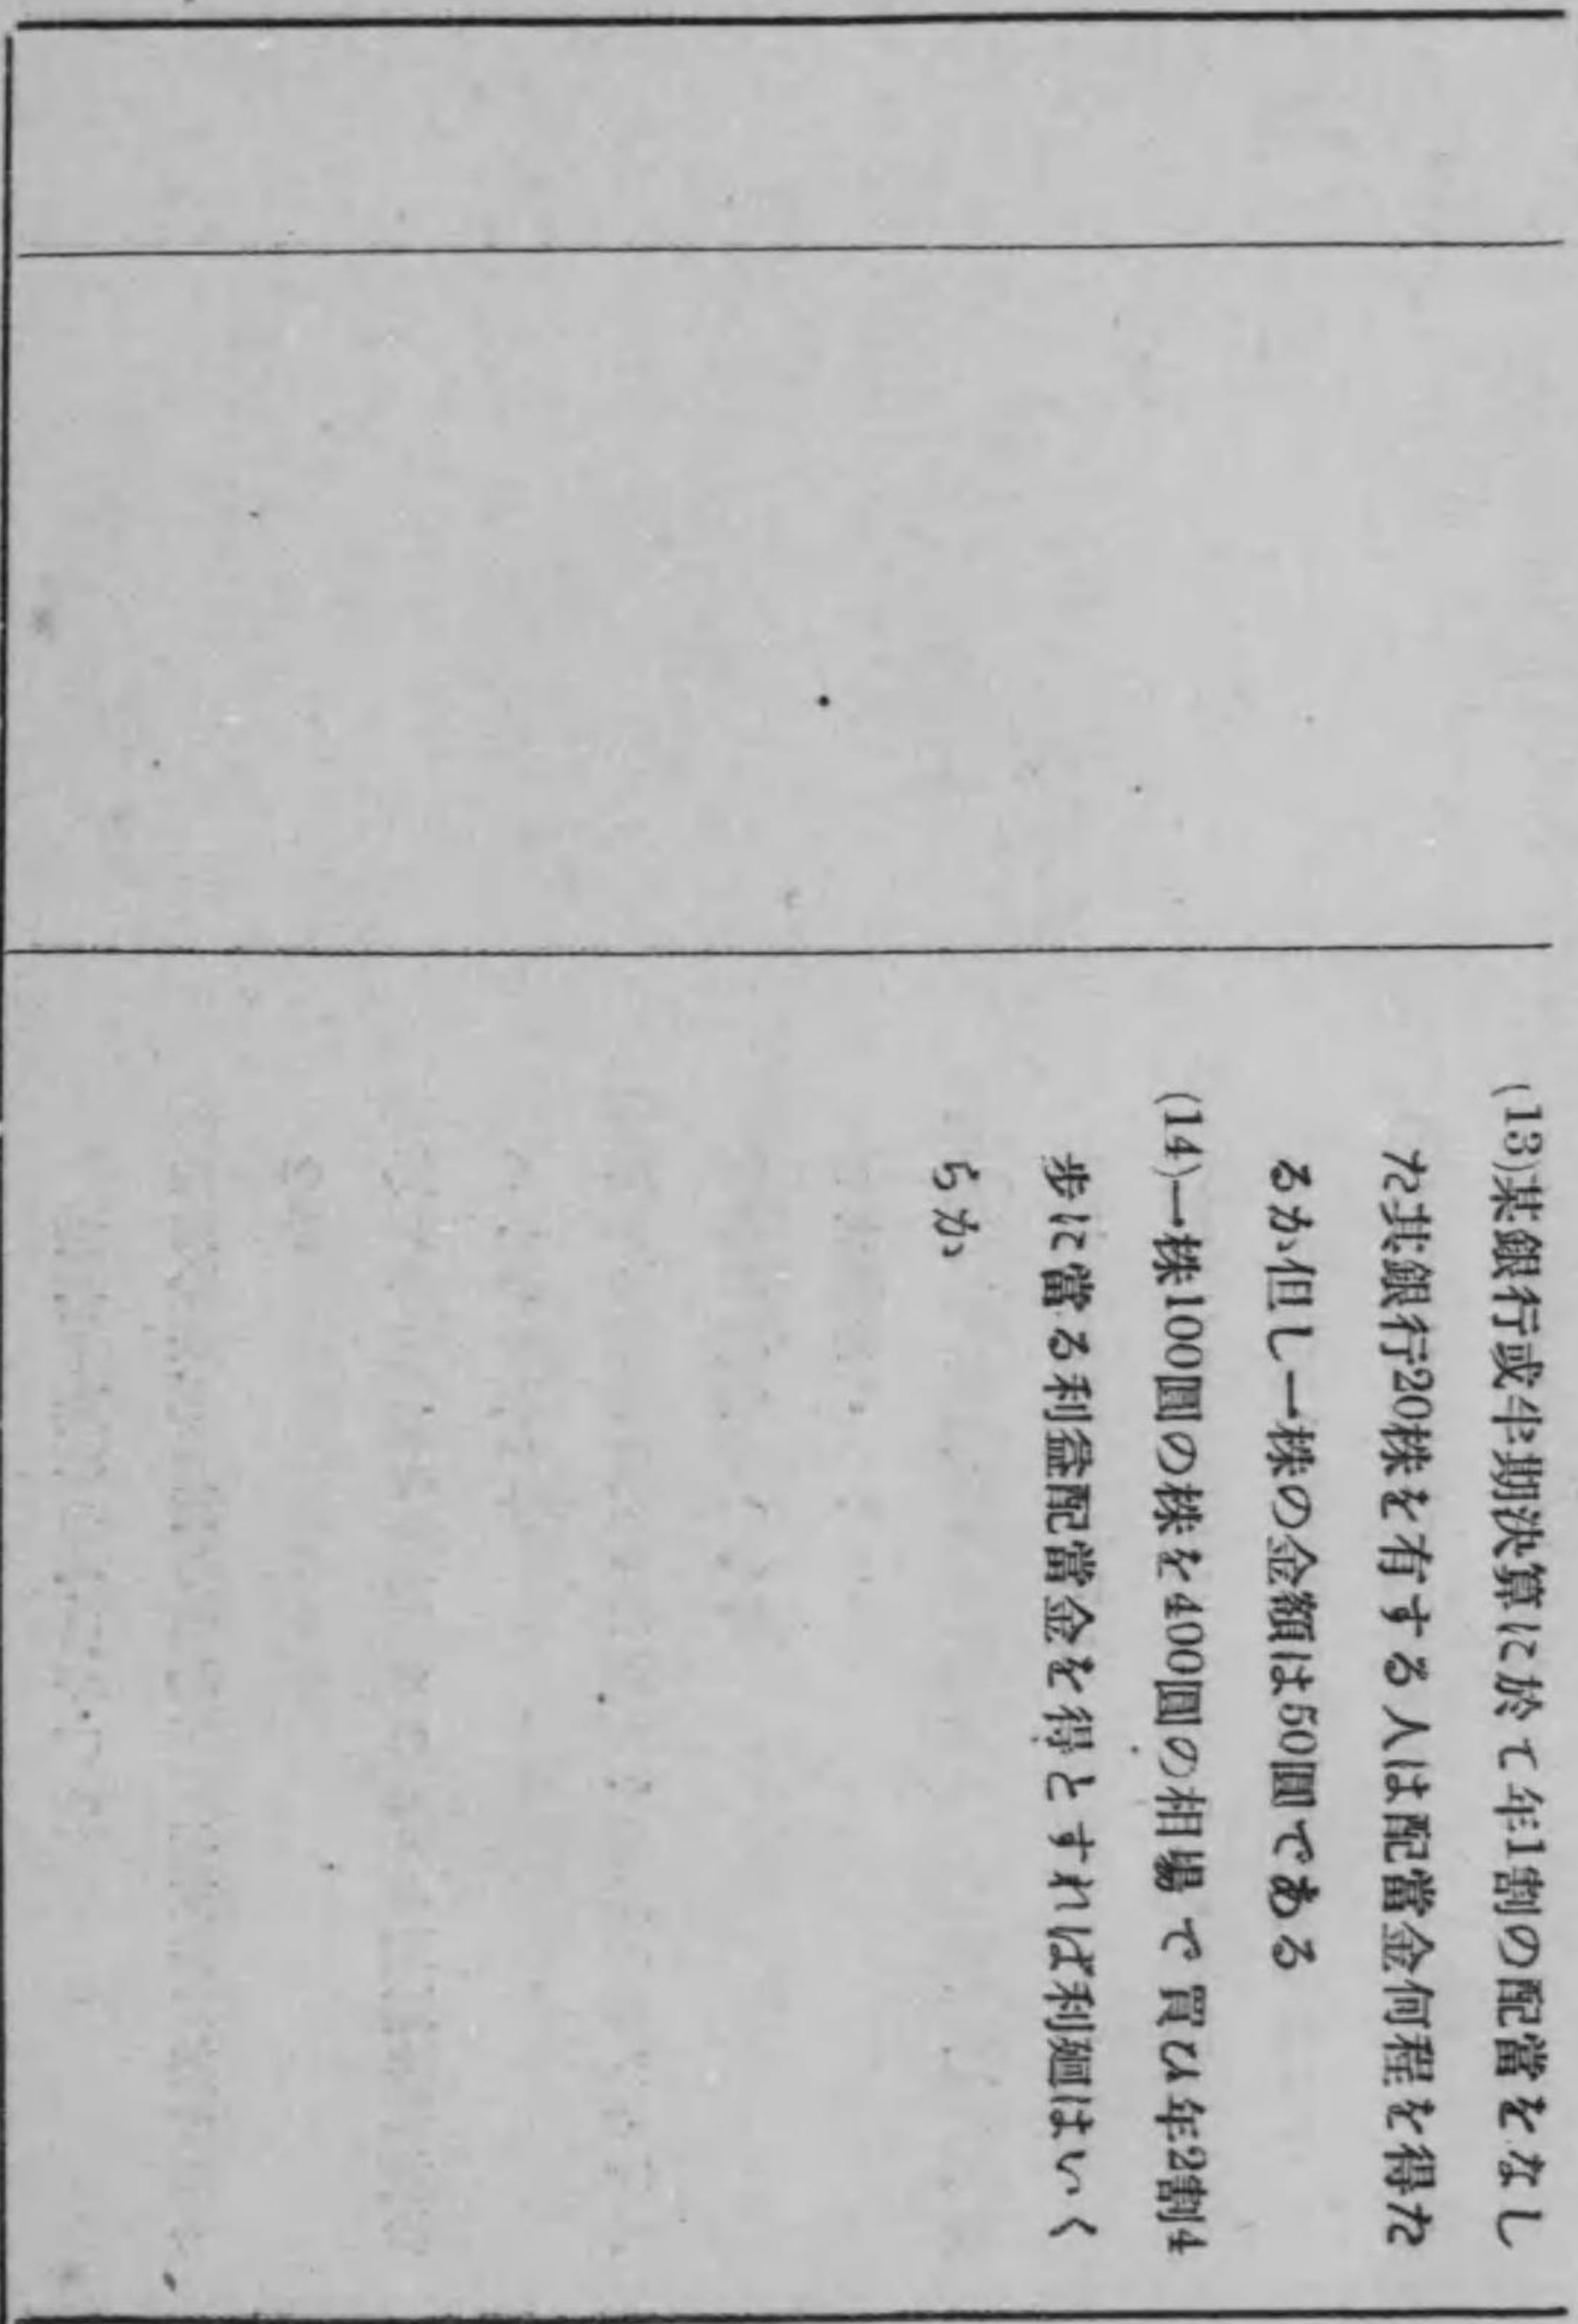 (13)某銀行或半期決算に於て年1割の配當をなし
た其銀行20株を有する人は配當金何程を得た
るか但し一株の金額は50圓である
(14)一株100圓の株を400圓の相場で買ひ年2割4
步に當る利益配當金を得とすれば利廻はいく
らか